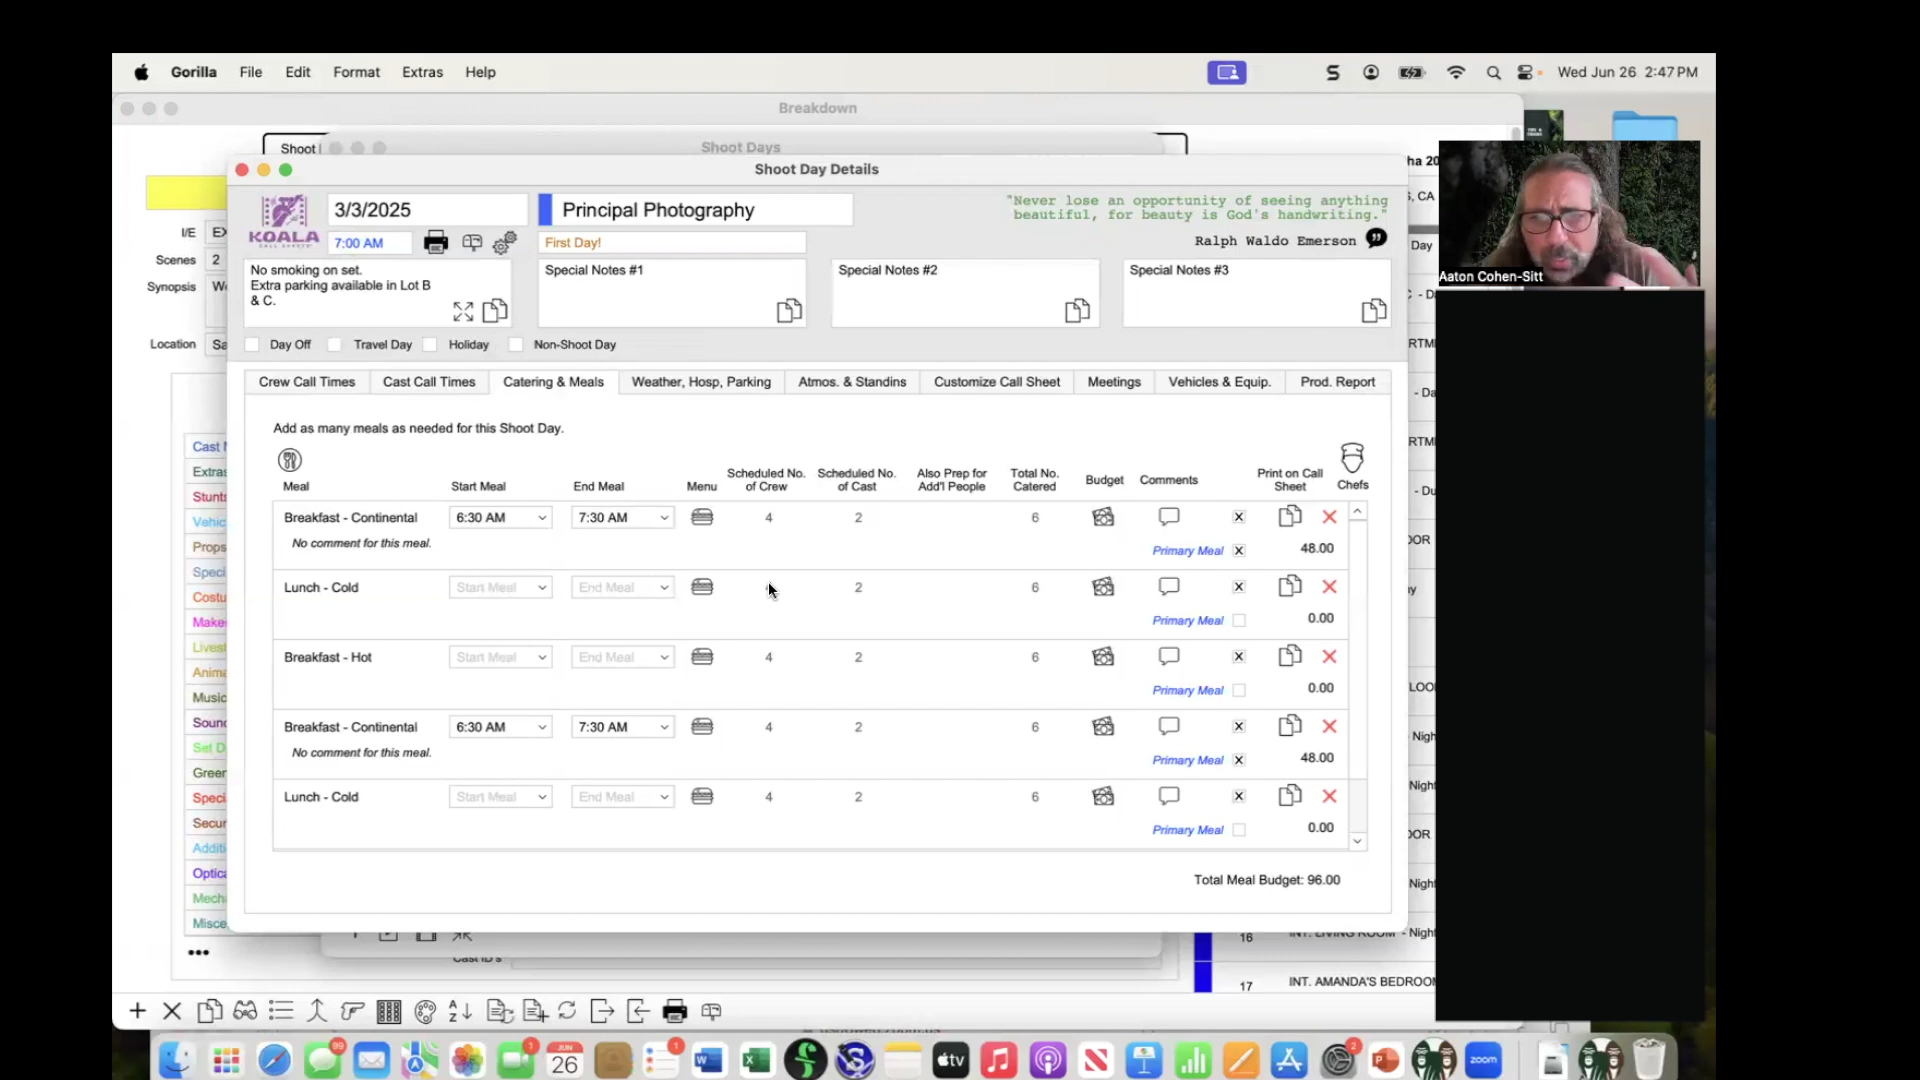 Gorilla File Edit Format Extras Help
Wed Jun 26 2:47 PM
Breakdown
Shoot Days
Shoot Day Details
KOALA
3/3/2025
7:00 AM
Principal Photography
First Day!
"Never lose an opportunity of seeing anything
beautiful, for beauty is God's handwriting."
Ralph Waldo Emerson
No smoking on set.
Extra parking available in Lot B
& C.
Special Notes #1
Special Notes #2
Special Notes #3
Day Off Travel Day Holiday Non-Shoot Day
I/E
Scenes 2
Synopsis
Location
Aaton Cohen-Sitt
Crew Call Times Cast Call Times Catering & Meals Weather, Hosp, Parking Atmos. & Standins Customize Call Sheet Meetings Vehicles & Equip. Prod. Report
Add as many meals as needed for this Shoot Day.
Meal Start Meal End Meal Menu Scheduled No. of Crew Scheduled No. of Cast Also Prep for Add'l People Total No. Catered Budget Comments Print on Call Sheet Chefs
Breakfast - Continental 6:30 AM 7:30 AM 4 2 6
No comment for this meal.
Primary Meal 48.00
Lunch - Cold Start Meal End Meal 2 6
Primary Meal 0.00
Breakfast - Hot Start Meal End Meal 4 2 6
Primary Meal 0.00
Breakfast - Continental 6:30 AM 7:30 AM 4 2 6
No comment for this meal.
Primary Meal 48.00
Lunch - Cold Start Meal End Meal 4 2 6
Primary Meal 0.00
Total Meal Budget: 96.00
Cast ID's
16 INT. LIVING ROOM - Night
17 INT. AMANDA'S BEDROOM
JUN
26
tv
zoom